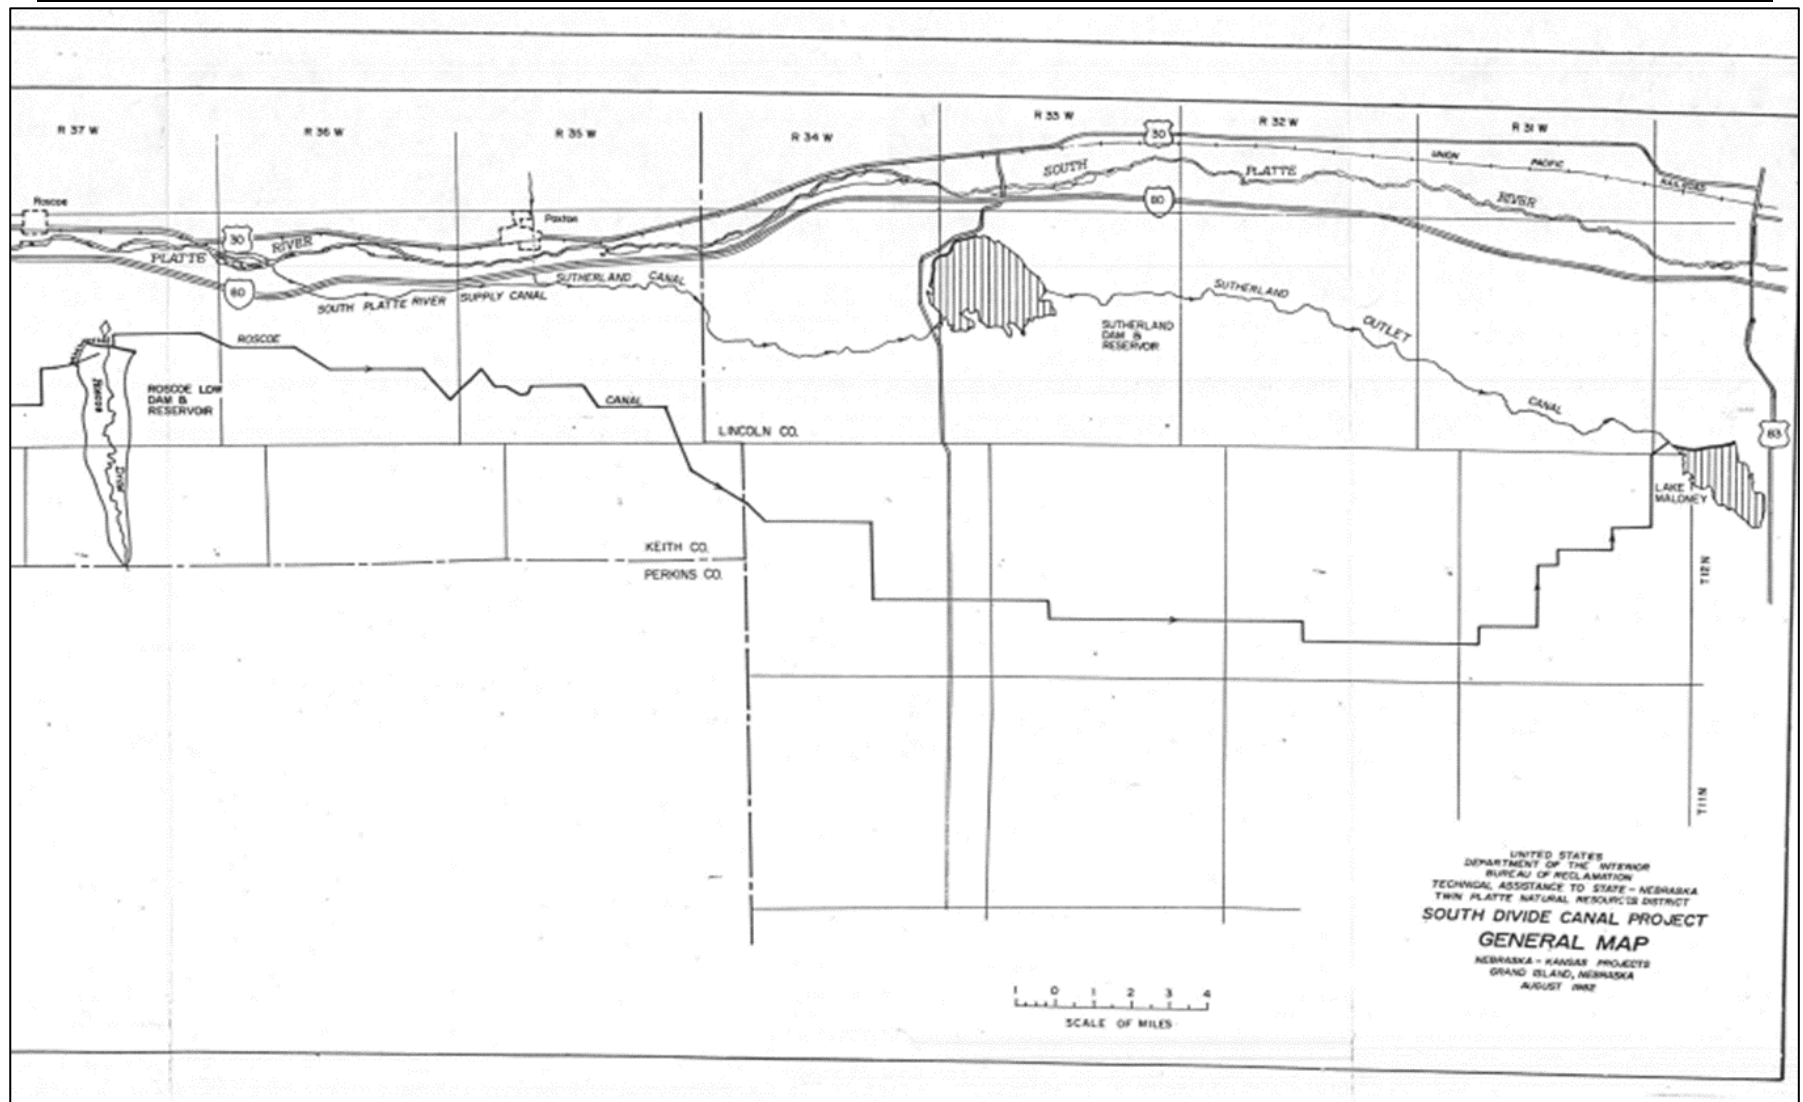 R 37 W
R 36 W
R 35 W
R 34 W
R 33 W
R 32 W
R 31 W
30
UNION PACIFIC RAILROAD
SOUTH PLATTE RIVER
80
Roscoe
Paxton
30
PLATTE RIVER
80
SUTHERLAND CANAL
SOUTH PLATTE RIVER SUPPLY CANAL
SUTHERLAND OUTLET CANAL
SUTHERLAND
DAM &
RESERVOIR
ROSCOE CANAL
ROSCOE LOW
DAM &
RESERVOIR
Roscoe Draw
LINCOLN CO.
83
LAKE
MALONEY
KEITH CO.
PERKINS CO.
T12N
T11N
UNITED STATES
DEPARTMENT OF THE INTERIOR
BUREAU OF RECLAMATION
TECHNICAL ASSISTANCE TO STATE - NEBRASKA
TWIN PLATTE NATURAL RESOURCES DISTRICT
SOUTH DIVIDE CANAL PROJECT
GENERAL MAP
NEBRASKA - KANSAS PROJECTS
GRAND ISLAND, NEBRASKA
AUGUST 1982
1 0 1 2 3 4
SCALE OF MILES